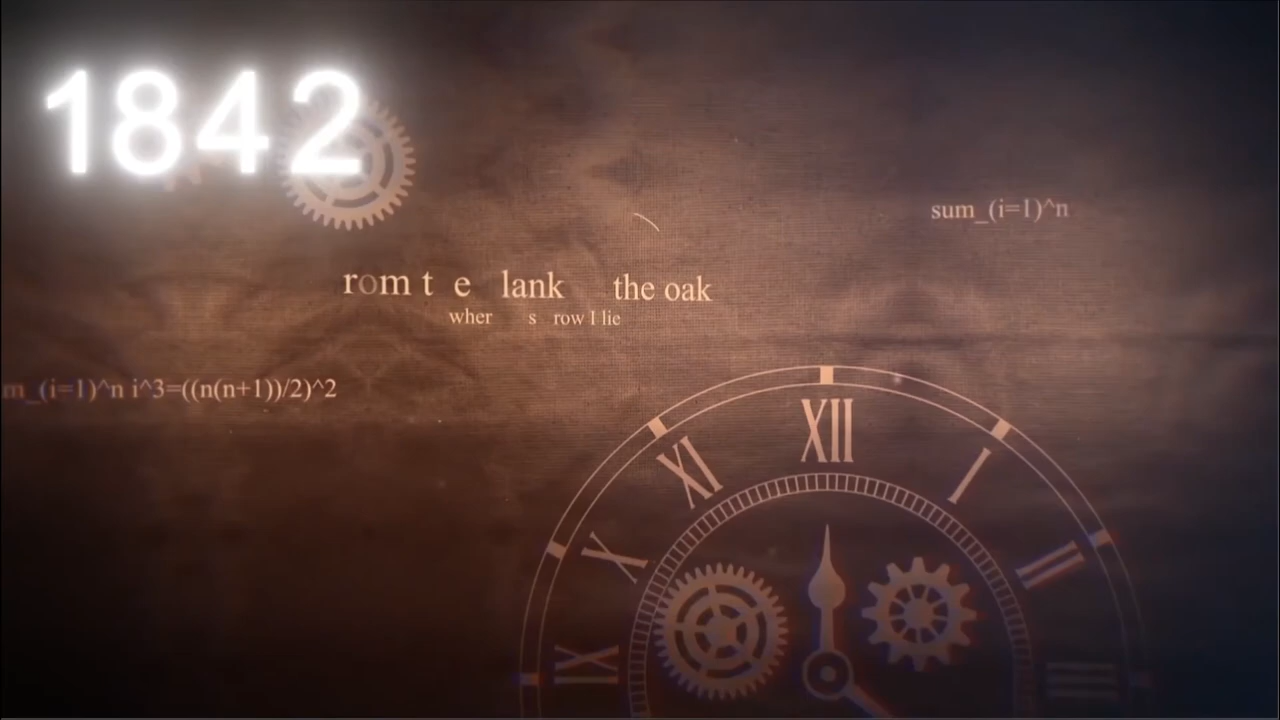 1842
sum_(i=1)^n
rom t e lank the oak
wher s row I lie
m_(i=1)^n i^3=((n(n+1))/2)^2
XII
XI
I
X
II
IX
III